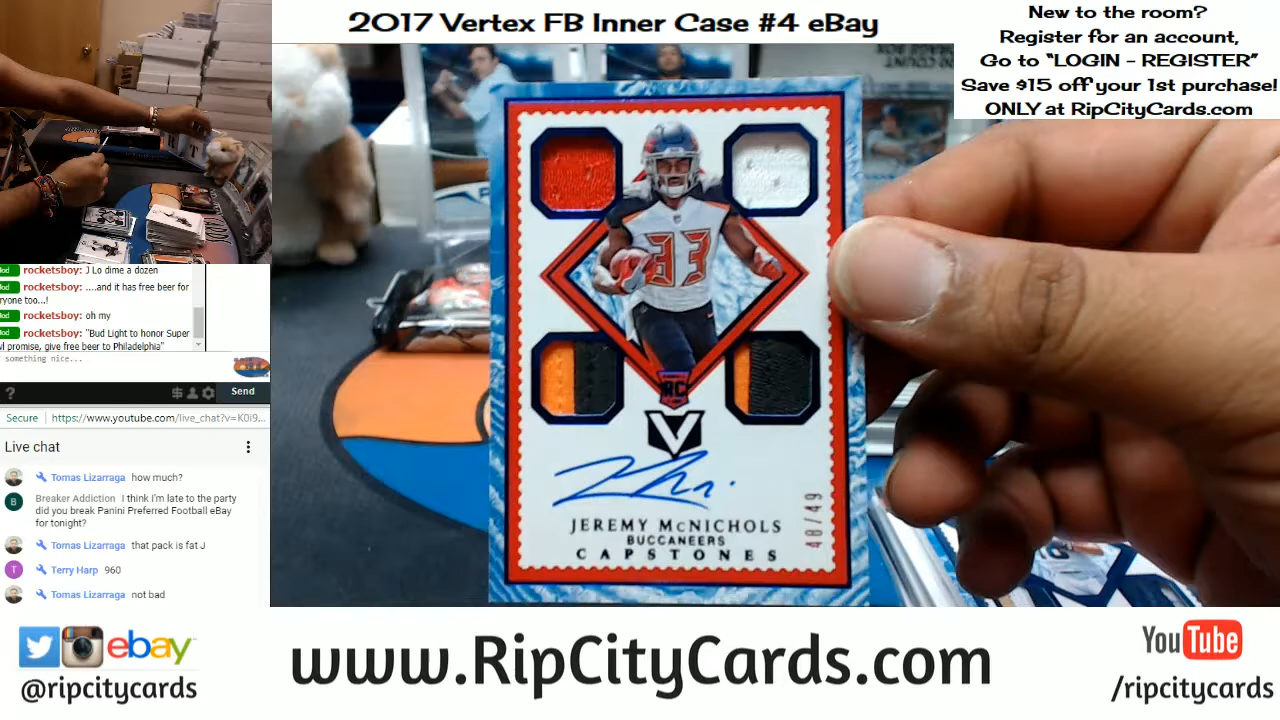 2017 Vertex FB Inner Case #4 eBay
New to the room?
Register for an account,
Go to "LOGIN - REGISTER"
Save $15 off your 1st purchase!
ONLY at RipCityCards.com
rocketsboy: J Lo dime a dozen
rocketsboy: ....and it has free beer for
ryone too...!
rocketsboy: oh my
rocketsboy: "Bud Light to honor Super
l promise, give free beer to Philadelphia"
something nice...
? $ Send
Secure https://www.youtube.com/live_chat?v=K0i9...
Live chat
Tomas Lizarraga how much?
B Breaker Addiction I think I'm late to the party
did you break Panini Preferred Football eBay
for tonight?
Tomas Lizarraga that pack is fat J
T Terry Harp 960
Tomas Lizarraga not bad
83
RC
V
JEREMY McNICHOLS
BUCCANEERS
CAPSTONES
48/49
ebay
@ripcitycards
www.RipCityCards.com
YouTube
/ripcitycards